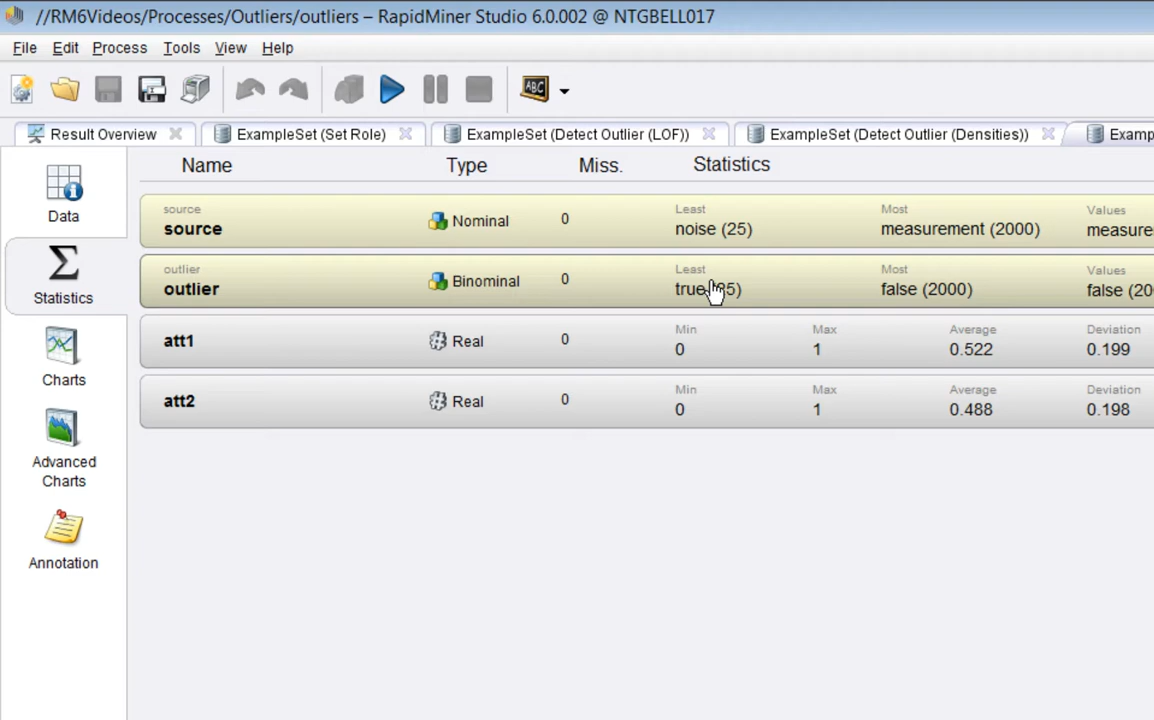 //RM6Videos/Processes/Outliers/outliers – RapidMiner Studio 6.0.002 @ NTGBELL017
File Edit Process Tools View Help
ABC
Result Overview ExampleSet (Set Role) ExampleSet (Detect Outlier (LOF)) ExampleSet (Detect Outlier (Densities)) Examp
Name Type Miss. Statistics
Data
Statistics
Charts
Advanced
Charts
Annotation
source Least Most Values
source Nominal 0 noise (25) measurement (2000) measure
outlier Least Most Values
outlier Binominal 0 false (2000) false (20
Min Max Average Deviation
att1 Real 0 0 1 0.522 0.199
Min Max Average Deviation
att2 Real 0 0 1 0.488 0.198